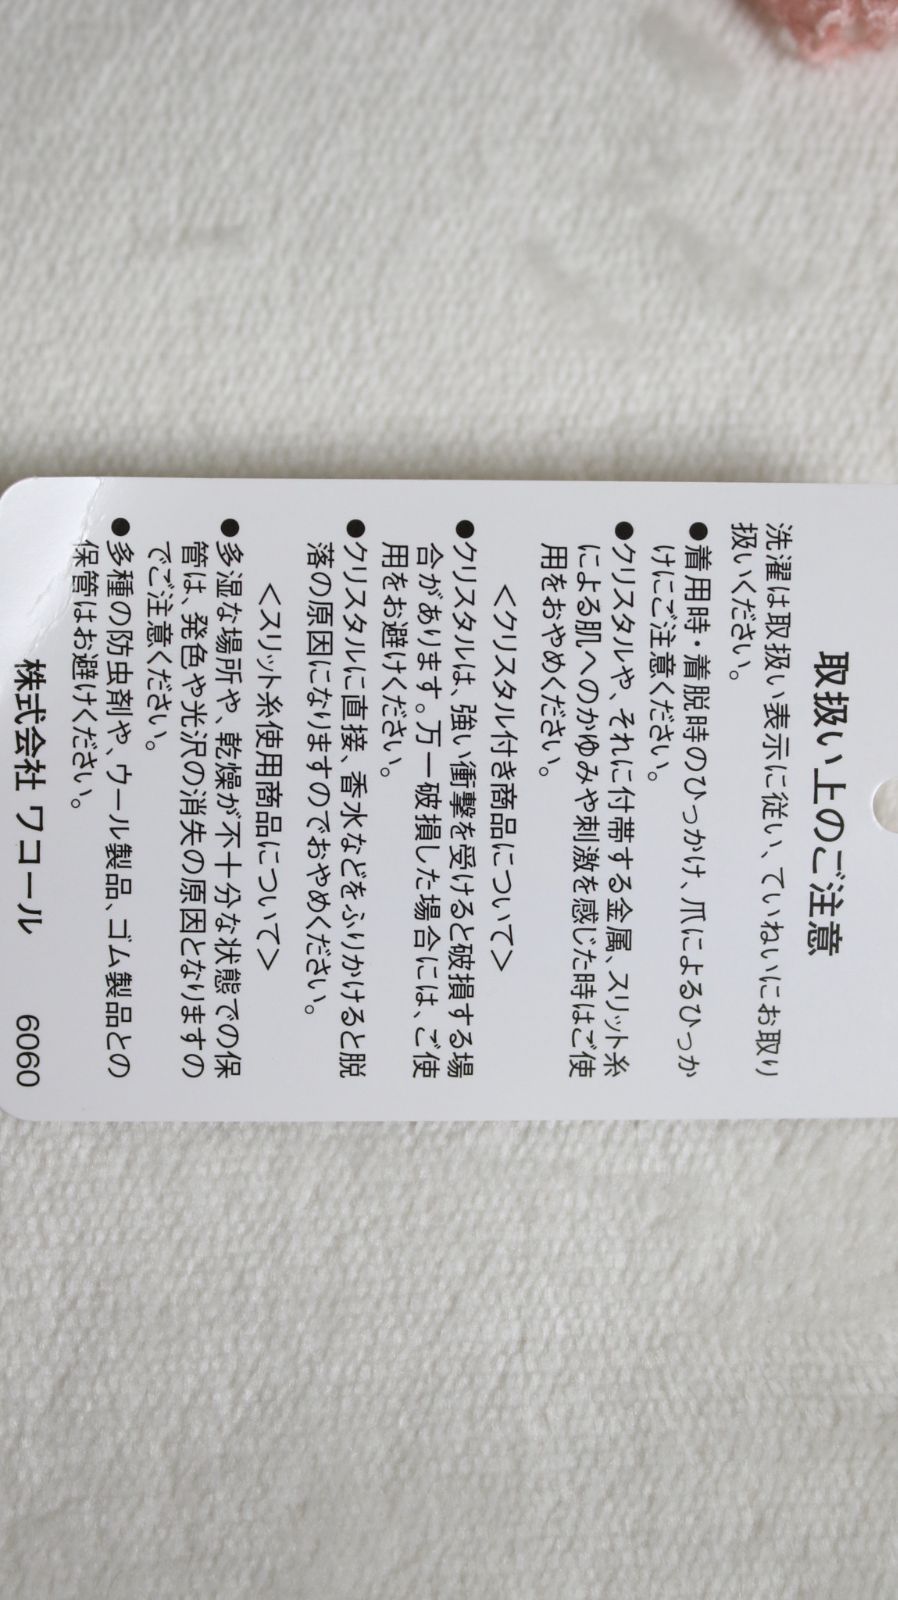 取扱い上のご注意
洗濯は取扱い表示に従い、ていねいにお取り
扱いください。
●着用時・着脱時のひっかけ、爪によるひっか
けにご注意ください。
●クリスタルや、それに付帯する金属、スリット糸
による肌へのかゆみや刺激を感じた時はご使
用をおやめください。
＜クリスタル付き商品について＞
●クリスタルは、強い衝撃を受けると破損する場
合があります。万一破損した場合には、ご使
用をお避けください。
●クリスタルに直接、香水などをふりかけると脱
落の原因になりますのでおやめください。
＜スリット糸使用商品について＞
●多湿な場所や、乾燥が不十分な状態での保
管は、発色や光沢の消失の原因となりますの
でご注意ください。
●多種の防虫剤や、ウール製品、ゴム製品との
保管はお避けください。
株式会社 ワコール 6060